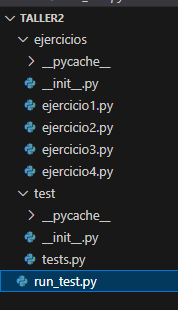 TALLER2
ejercicios
__pycache__
__init__.py
ejercicio1.py
ejercicio2.py
ejercicio3.py
ejercicio4.py
test
__pycache__
__init__.py
tests.py
run_test.py